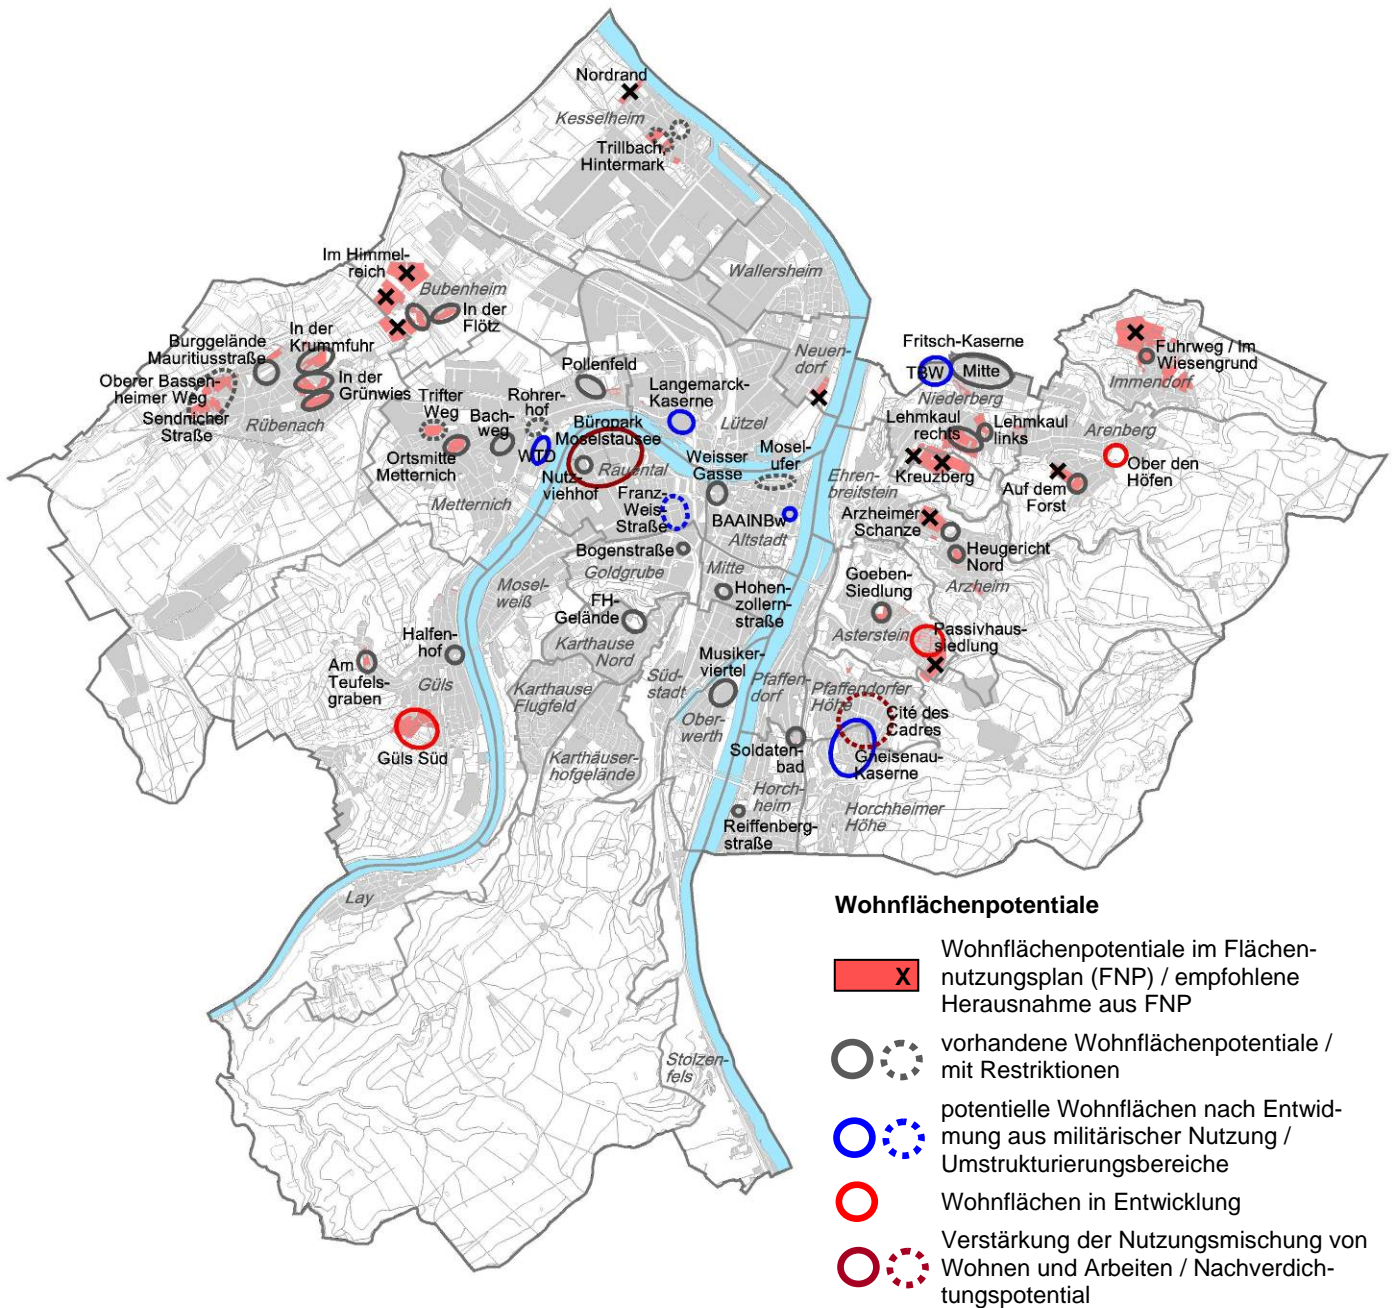 Nordrand
Kesselheim
Trillbach,
Hintermark
Wallersheim
Im Himmel-
reich
Bubenheim
In der
Flötz
Burggelände
Mauritiusstraße
In der
Krummfuhr
Oberer Bassen-
heimer Weg
In der
Grünwies
Sendnicher
Straße
Rübenach
Pollenfeld
Trifter
Weg
Bach-
weg
Rohrer-
hof
Langemarck-
Kaserne
Neuen-
dorf
Lützel
Ortsmitte
Metternich
Metternich
WTD
Büropark
Moselstausee
Rauental
Nutz-
viehhof
Weisser
Gasse
Mosel-
ufer
Franz-
Weis-
Straße
BAAINBw
Altstadt
Ehren-
breitstein
Fritsch-Kaserne
TBW
Mitte
Niederberg
Fuhrweg / Im
Wiesengrund
Immendorf
Lehmkaul
rechts
Lehmkaul
links
Arenberg
Kreuzberg
Ober den
Höfen
Auf dem
Forst
Arzheimer
Schanze
Heugericht
Nord
Arzheim
Bogenstraße
Goldgrube
Mitte
Mosel-
weiß
FH-
Gelände
Karthause
Nord
Hohen-
zollern-
straße
Goeben-
Siedlung
Asterstein
Passivhaus-
siedlung
Halfen-
hof
Am
Teufels-
graben
Güls
Güls Süd
Karthause
Flugfeld
Karthäuser-
hofgelände
Süd-
stadt
Musiker-
viertel
Ober-
werth
Pfaffen-
dorf
Pfaffendorfer
Höhe
Cité des
Cadres
Soldaten-
bad
Gneisenau-
Kaserne
Horch-
heim
Horchheimer
Höhe
Reiffenberg-
straße
Lay
Stolzen-
fels
Wohnflächenpotentiale
X
Wohnflächenpotentiale im Flächen-
nutzungsplan (FNP) / empfohlene
Herausnahme aus FNP
vorhandene Wohnflächenpotentiale /
mit Restriktionen
potentielle Wohnflächen nach Entwid-
mung aus militärischer Nutzung /
Umstrukturierungsbereiche
Wohnflächen in Entwicklung
Verstärkung der Nutzungsmischung von
Wohnen und Arbeiten / Nachverdich-
tungspotential